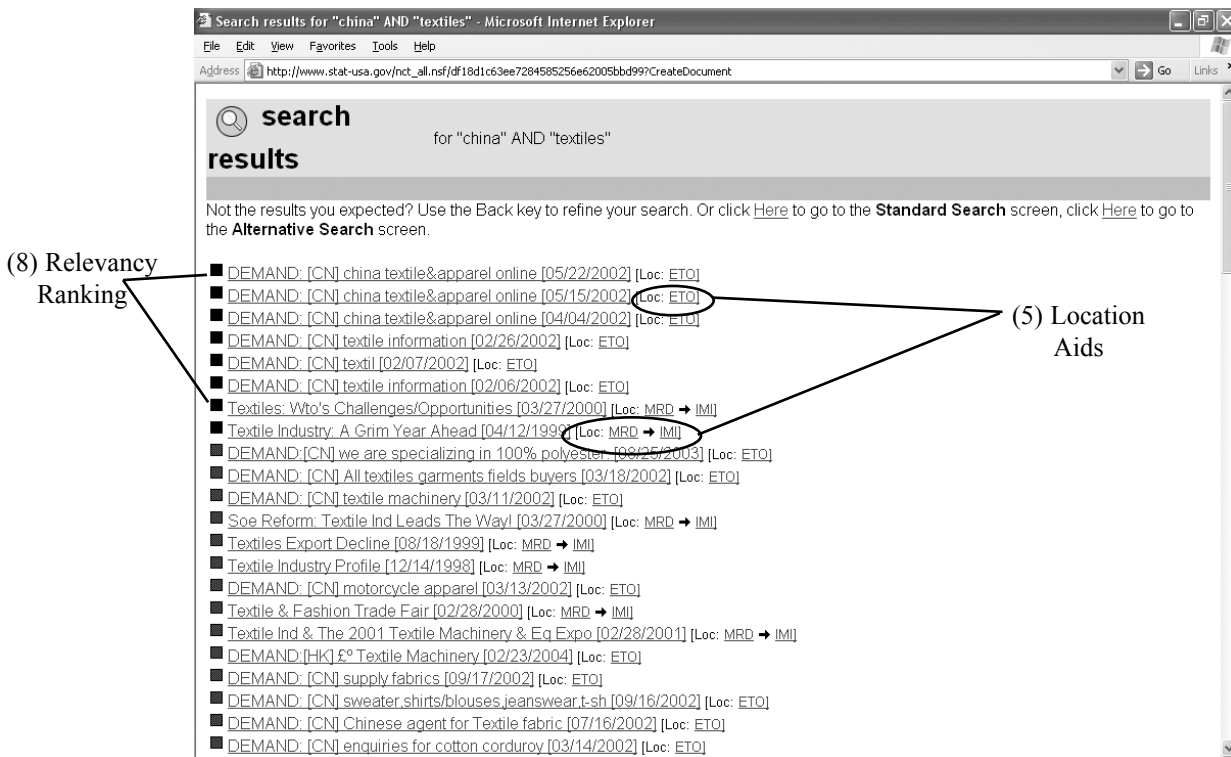 Search results for "china" AND "textiles" - Microsoft Internet Explorer
File Edit View Favorites Tools Help
Address http://www.stat-usa.gov/nct_all.nsf/df18d1c63ee7284585256e62005bbd99?CreateDocument Go Links
search
for "china" AND "textiles"
results
Not the results you expected? Use the Back key to refine your search. Or click Here to go to the Standard Search screen, click Here to go to
the Alternative Search screen.
(8) Relevancy
Ranking
DEMAND: [CN] china textile&apparel online [05/22/2002] [Loc: ETO]
DEMAND: [CN] china textile&apparel online [05/15/2002] [Loc: ETO]
DEMAND: [CN] china textile&apparel online [04/04/2002] [Loc: ETO]
DEMAND: [CN] textile information [02/26/2002] [Loc: ETO]
DEMAND: [CN] textil [02/07/2002] [Loc: ETO]
DEMAND: [CN] textile information [02/06/2002] [Loc: ETO]
Textiles: Wto's Challenges/Opportunities [03/27/2000] [Loc: MRD ➔ IMI]
Textile Industry: A Grim Year Ahead [04/12/1999] [Loc: MRD ➔ IMI]
DEMAND:[CN] we are specializing in 100% polyester. [08/25/2003] [Loc: ETO]
DEMAND: [CN] All textiles garments fields buyers [03/18/2002] [Loc: ETO]
DEMAND: [CN] textile machinery [03/11/2002] [Loc: ETO]
Soe Reform: Textile Ind Leads The Way! [03/27/2000] [Loc: MRD ➔ IMI]
Textiles Export Decline [08/18/1999] [Loc: MRD ➔ IMI]
Textile Industry Profile [12/14/1998] [Loc: MRD ➔ IMI]
DEMAND: [CN] motorcycle apparel [03/13/2002] [Loc: ETO]
Textile & Fashion Trade Fair [02/28/2000] [Loc: MRD ➔ IMI]
Textile Ind & The 2001 Textile Machinery & Eq Expo [02/28/2001] [Loc: MRD ➔ IMI]
DEMAND:[HK] £º Textile Machinery [02/23/2004] [Loc: ETO]
DEMAND: [CN] supply fabrics [09/17/2002] [Loc: ETO]
DEMAND: [CN] sweater,shirts/blouses,jeanswear,t-sh [09/16/2002] [Loc: ETO]
DEMAND: [CN] Chinese agent for Textile fabric [07/16/2002] [Loc: ETO]
DEMAND: [CN] enquiries for cotton corduroy [03/14/2002] [Loc: ETO]
(5) Location
Aids